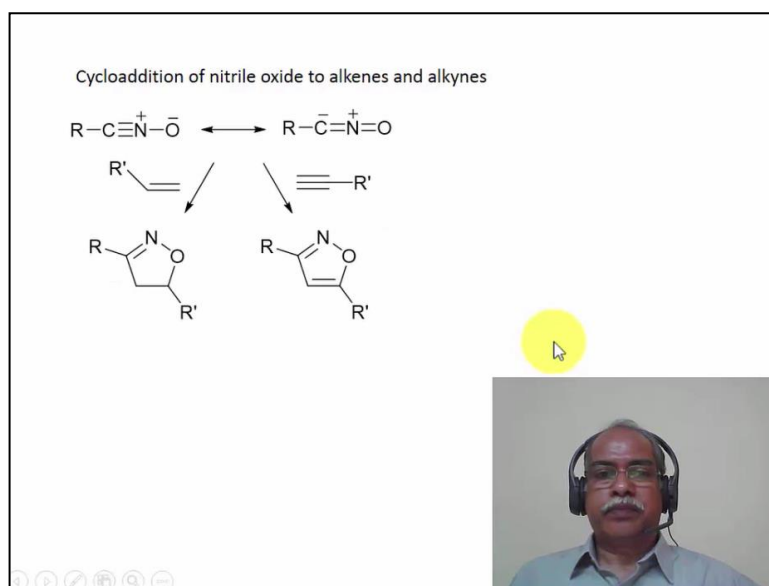 Cycloaddition of nitrile oxide to alkenes and alkynes
R—C≡N⁺—O⁻ ⟷ R—C⁻=N⁺=O
R' R'
R N O R N O
R' R'